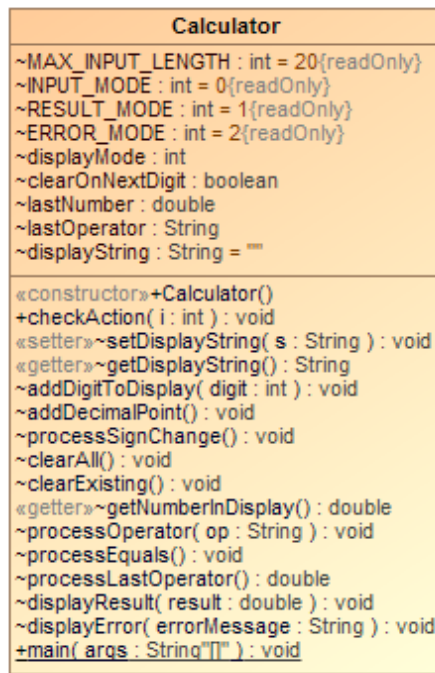 Calculator
~MAX_INPUT_LENGTH : int = 20{readOnly}
~INPUT_MODE : int = 0{readOnly}
~RESULT_MODE : int = 1{readOnly}
~ERROR_MODE : int = 2{readOnly}
~displayMode : int
~clearOnNextDigit : boolean
~lastNumber : double
~lastOperator : String
~displayString : String = ""
«constructor»+Calculator()
+checkAction( i : int ) : void
«setter»~setDisplayString( s : String ) : void
«getter»~getDisplayString() : String
~addDigitToDisplay( digit : int ) : void
~addDecimalPoint() : void
~processSignChange() : void
~clearAll() : void
~clearExisting() : void
«getter»~getNumberInDisplay() : double
~processOperator( op : String ) : void
~processEquals() : void
~processLastOperator() : double
~displayResult( result : double ) : void
~displayError( errorMessage : String ) : void
+main( args : String"[]" ) : void